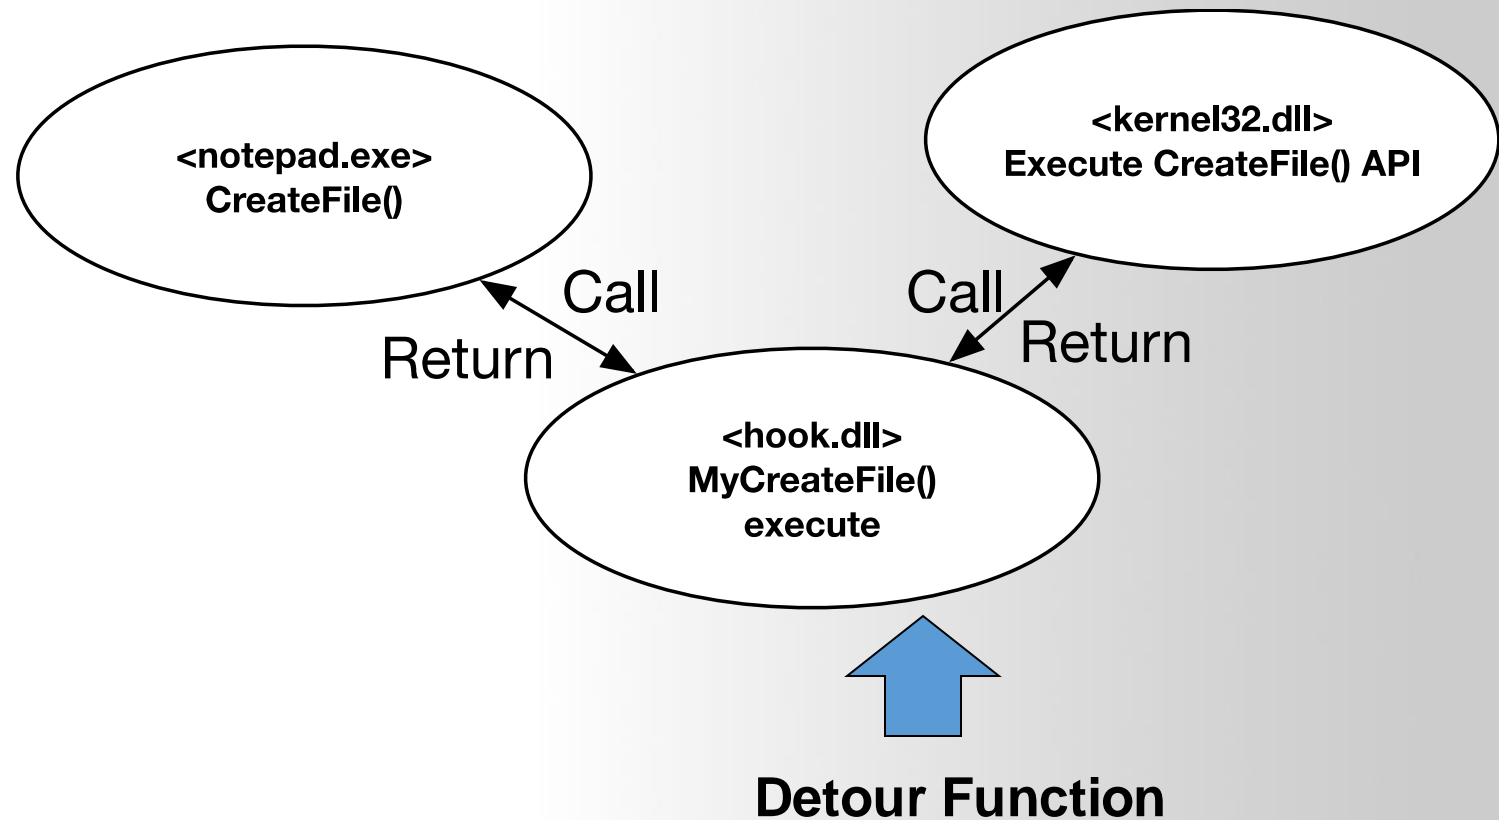 <notepad.exe>
CreateFile()
<kernel32.dll>
Execute CreateFile() API
Call
Return
Call
Return
<hook.dll>
MyCreateFile()
execute
Detour Function